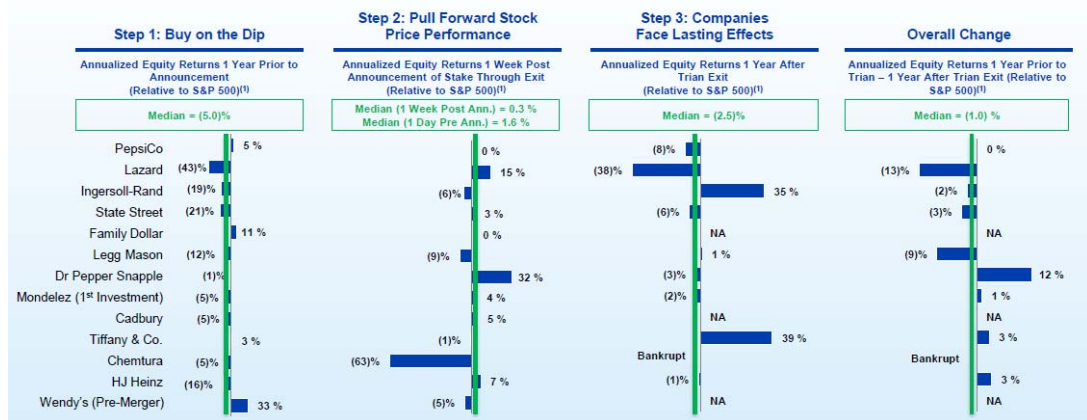 Step 1: Buy on the Dip
Annualized Equity Returns 1 Year Prior to
Announcement
(Relative to S&P 500)(1)
Median = (5.0)%
Step 2: Pull Forward Stock
Price Performance
Annualized Equity Returns 1 Week Post
Announcement of Stake Through Exit
(Relative to S&P 500)(1)
Median (1 Week Post Ann.) = 0.3 %
Median (1 Day Pre Ann.) = 1.6 %
Step 3: Companies
Face Lasting Effects
Annualized Equity Returns 1 Year After
Trian Exit
(Relative to S&P 500)(1)
Median = (2.5)%
Overall Change
Annualized Equity Returns 1 Year Prior to
Trian – 1 Year After Trian Exit (Relative to
S&P 500)(1)
Median = (1.0) %
PepsiCo 5 % 0 % (8)% 0 %
Lazard (43)% 15 % (38)% (13)%
Ingersoll-Rand (19)% (6)% 35 % (2)%
State Street (21)% 3 % (6)% (3)%
Family Dollar 11 % 0 % NA NA
Legg Mason (12)% (9)% 1 % (9)%
Dr Pepper Snapple (1)% 32 % (3)% 12 %
Mondelez (1st Investment) (5)% 4 % (2)% 1 %
Cadbury (5)% 5 % NA NA
Tiffany & Co. 3 % (1)% 39 % 3 %
Chemtura (5)% (63)% Bankrupt Bankrupt
HJ Heinz (16)% 7 % (1)% 3 %
Wendy's (Pre-Merger) 33 % (5)% NA NA